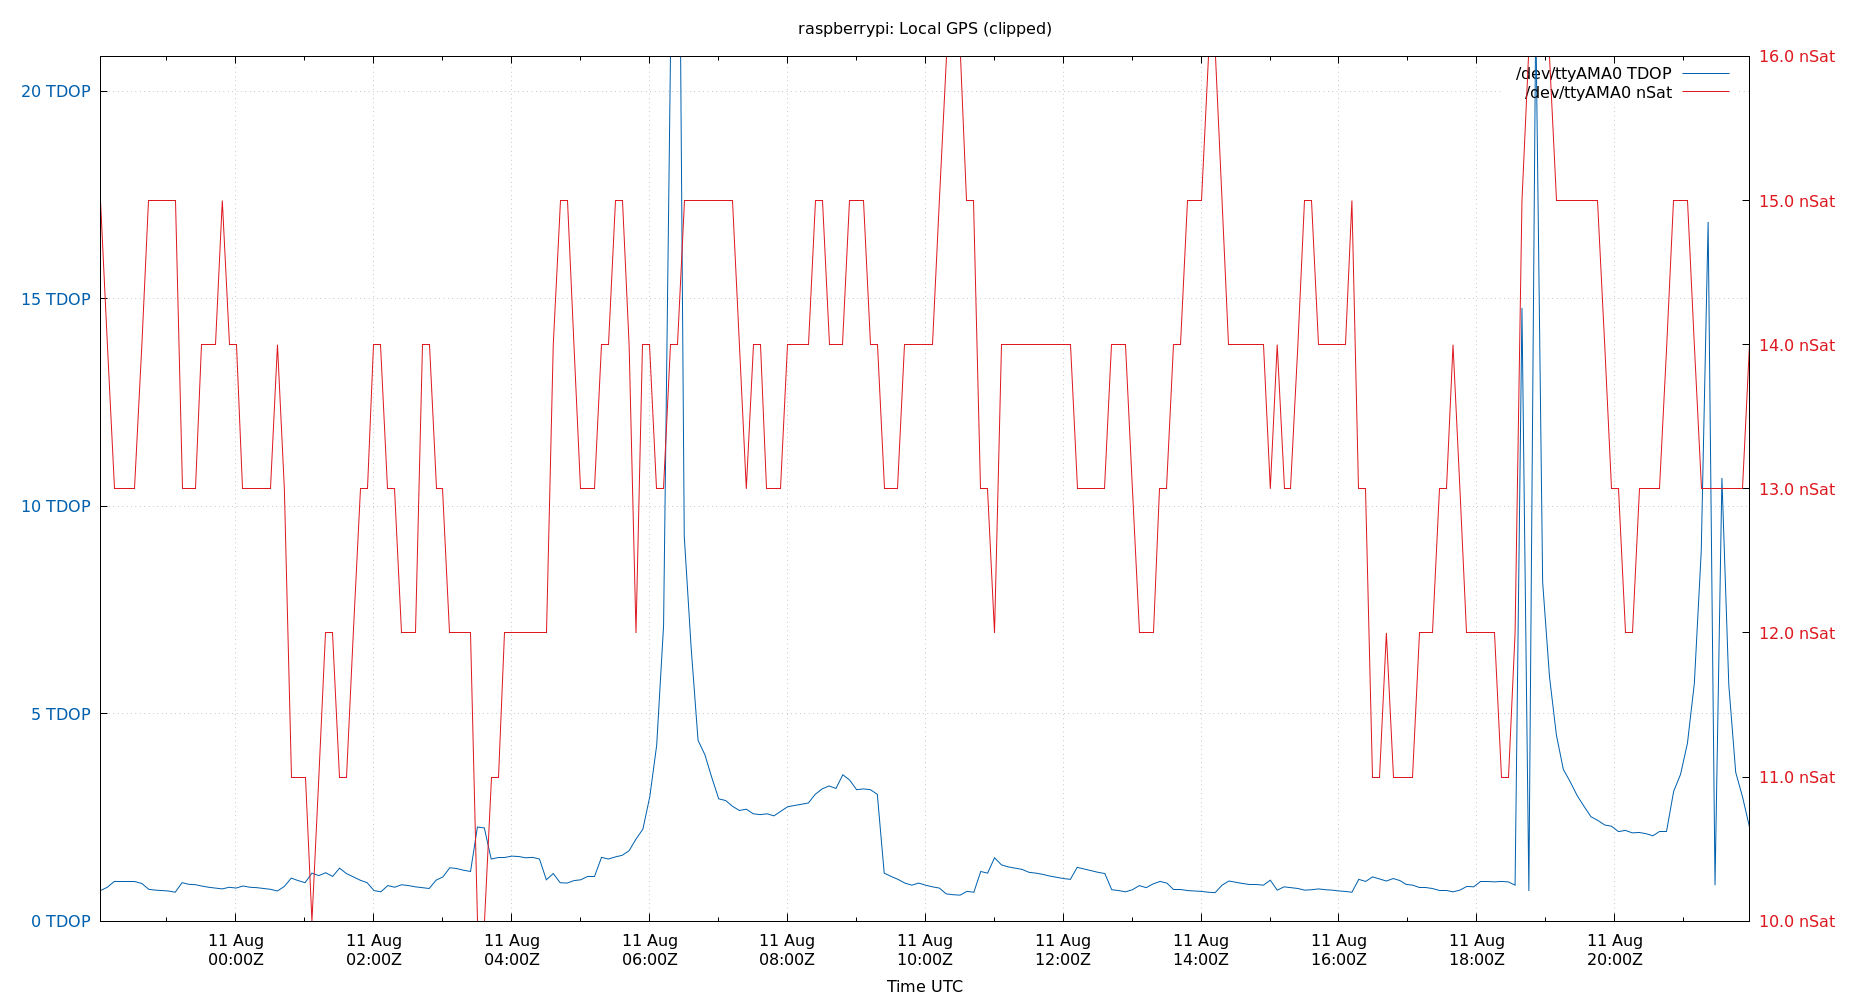 raspberrypi: Local GPS (clipped)
16.0 nSat
/dev/ttyAMA0 TDOP
20 TDOP
/dev/ttyAMA0 nSat
15.0 nSat
15 TDOP
14.0 nSat
10 TDOP
13.0 nSat
12.0 nSat
5 TDOP
11.0 nSat
0 TDOP
10.0 nSat
11 Aug 11 Aug 11 Aug 11 Aug 11 Aug 11 Aug 11 Aug 11 Aug 11 Aug 11 Aug 11 Aug
00:00Z 02:00Z 04:00Z 06:00Z 08:00Z 10:00Z 12:00Z 14:00Z 16:00Z 18:00Z 20:00Z
Time UTC